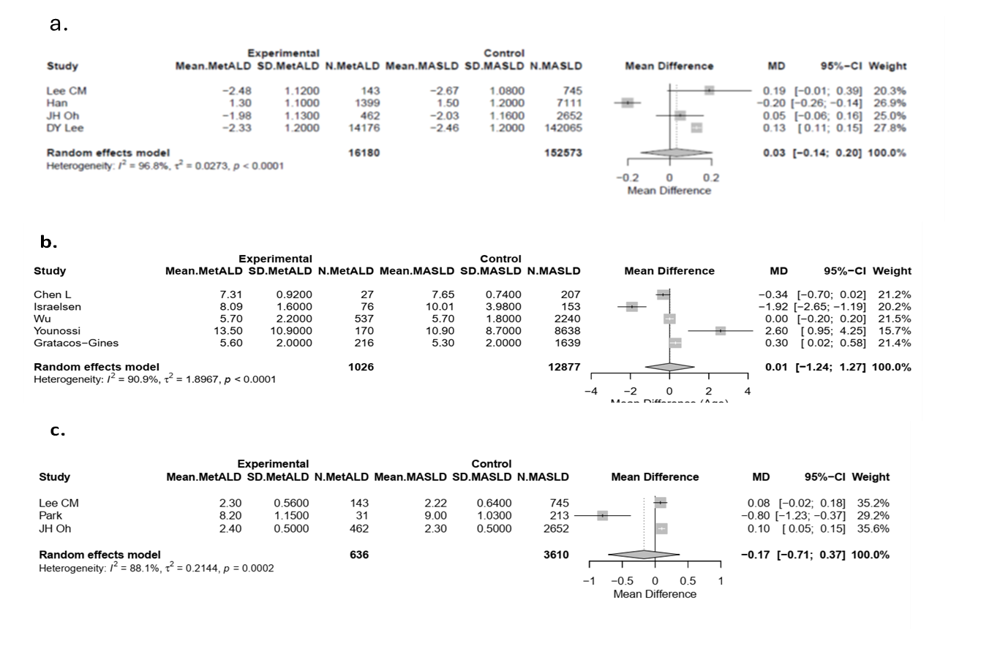 a.
Experimental Control
Study Mean.MetALD SD.MetALD N.MetALD Mean.MASLD SD.MASLD N.MASLD Mean Difference MD 95%−CI Weight
Lee CM −2.48 1.1200 143 −2.67 1.0800 745 0.19 [−0.01; 0.39] 20.3%
Han 1.30 1.1000 1399 1.50 1.2000 7111 −0.20 [−0.26; −0.14] 26.9%
JH Oh −1.98 1.1300 462 −2.03 1.1600 2652 0.05 [−0.06; 0.16] 25.0%
DY Lee −2.33 1.2000 14176 −2.46 1.2000 142065 0.13 [ 0.11; 0.15] 27.8%
Random effects model 16180 152573 0.03 [−0.14; 0.20] 100.0%
Heterogeneity: I² = 96.8%, τ² = 0.0273, p < 0.0001
−0.2 0 0.2
Mean Difference
b.
Experimental Control
Study Mean.MetALD SD.MetALD N.MetALD Mean.MASLD SD.MASLD N.MASLD Mean Difference MD 95%−CI Weight
Chen L 7.31 0.9200 27 7.65 0.7400 207 −0.34 [−0.70; 0.02] 21.2%
Israelsen 8.09 1.6000 76 10.01 3.9800 153 −1.92 [−2.65; −1.19] 20.2%
Wu 5.70 2.2000 537 5.70 1.8000 2240 0.00 [−0.20; 0.20] 21.5%
Younossi 13.50 10.9000 170 10.90 8.7000 8638 2.60 [ 0.95; 4.25] 15.7%
Gratacos−Gines 5.60 2.0000 216 5.30 2.0000 1639 0.30 [ 0.02; 0.58] 21.4%
Random effects model 1026 12877 0.01 [−1.24; 1.27] 100.0%
Heterogeneity: I² = 90.9%, τ² = 1.8967, p < 0.0001
−4 −2 0 2 4
Mean Difference (Age)
c.
Experimental Control
Study Mean.MetALD SD.MetALD N.MetALD Mean.MASLD SD.MASLD N.MASLD Mean Difference MD 95%−CI Weight
Lee CM 2.30 0.5600 143 2.22 0.6400 745 0.08 [−0.02; 0.18] 35.2%
Park 8.20 1.1500 31 9.00 1.0300 213 −0.80 [−1.23; −0.37] 29.2%
JH Oh 2.40 0.5000 462 2.30 0.5000 2652 0.10 [ 0.05; 0.15] 35.6%
Random effects model 636 3610 −0.17 [−0.71; 0.37] 100.0%
Heterogeneity: I² = 88.1%, τ² = 0.2144, p = 0.0002
−1 −0.5 0 0.5 1
Mean Difference